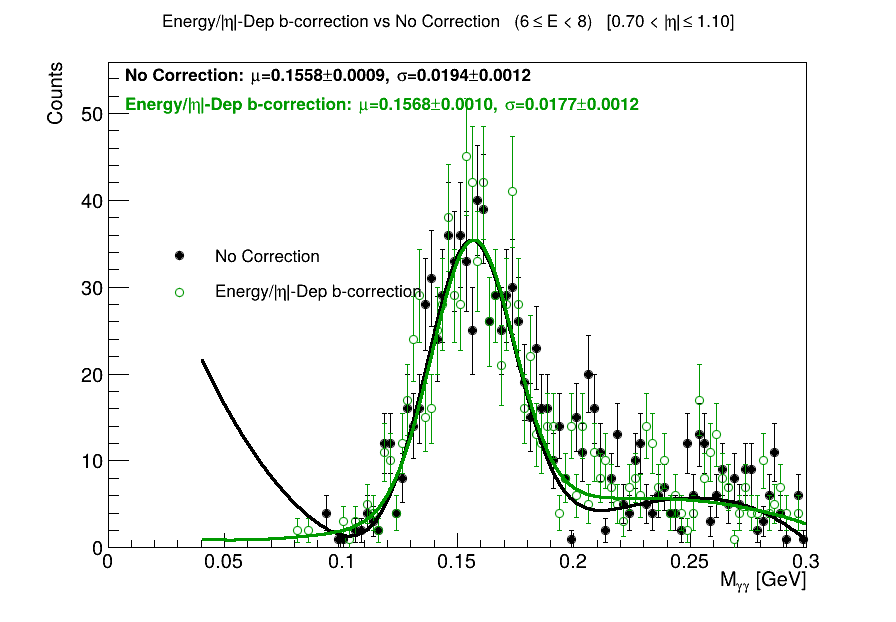 Energy/|η|-Dep b-correction vs No Correction (6 ≤ E < 8) [0.70 < |η| ≤ 1.10]
Counts
No Correction: μ=0.1558±0.0009, σ=0.0194±0.0012
Energy/|η|-Dep b-correction: μ=0.1568±0.0010, σ=0.0177±0.0012
50
40
30
20
10
0
No Correction
Energy/|η|-Dep b-correction
0 0.05 0.1 0.15 0.2 0.25 0.3
Mγγ [GeV]